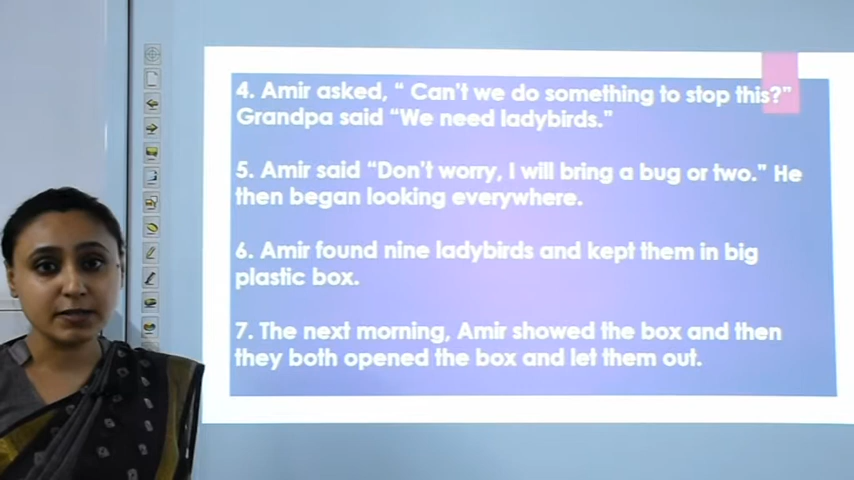 4. Amir asked, “ Can't we do something to stop this?”
Grandpa said “We need ladybirds.”
5. Amir said “Don't worry, I will bring a bug or two.” He
then began looking everywhere.
6. Amir found nine ladybirds and kept them in big
plastic box.
7. The next morning, Amir showed the box and then
they both opened the box and let them out.